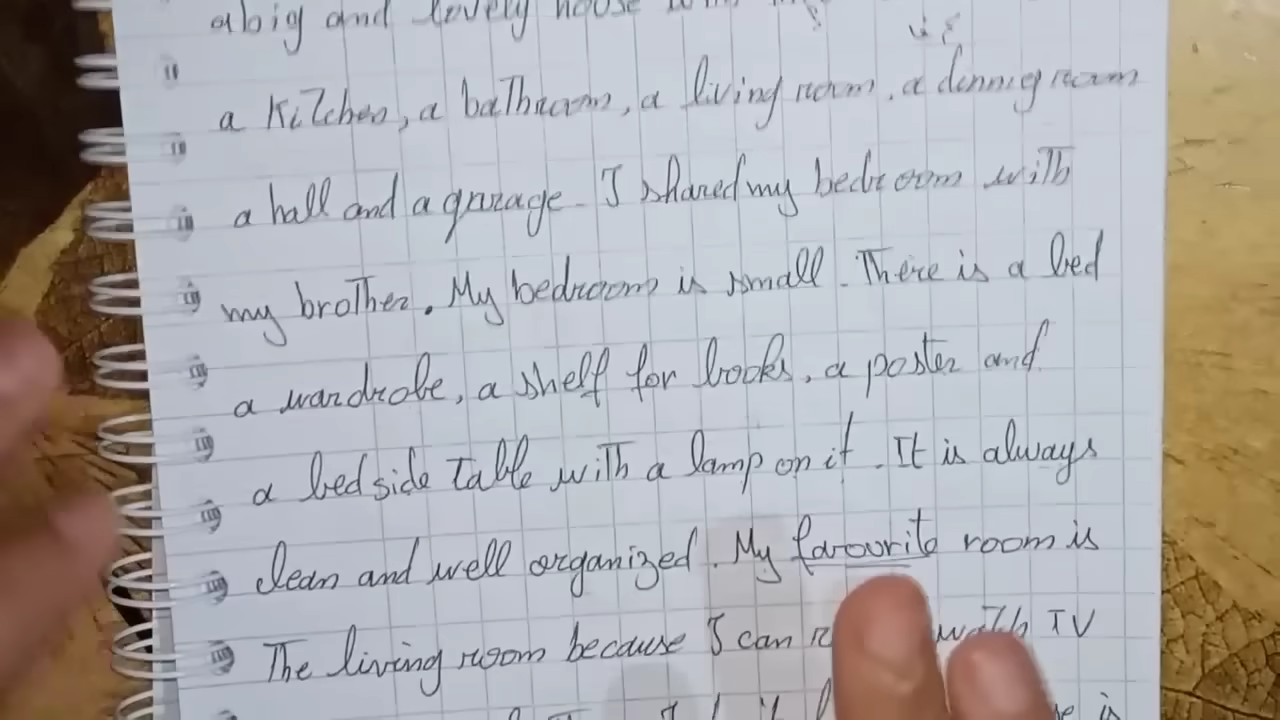 a big and lovely house
a Kitchen, a bathroom, a living room, a dennig room
a hall and a garage. I shared my bedroom with
my brother. My bedroom is small. There is a bed
a wardrobe, a shelf for books, a poster and
a bedside table with a lamp on it. It is always
clean and well organized. My favourite room is
The living room because I can watch TV
is